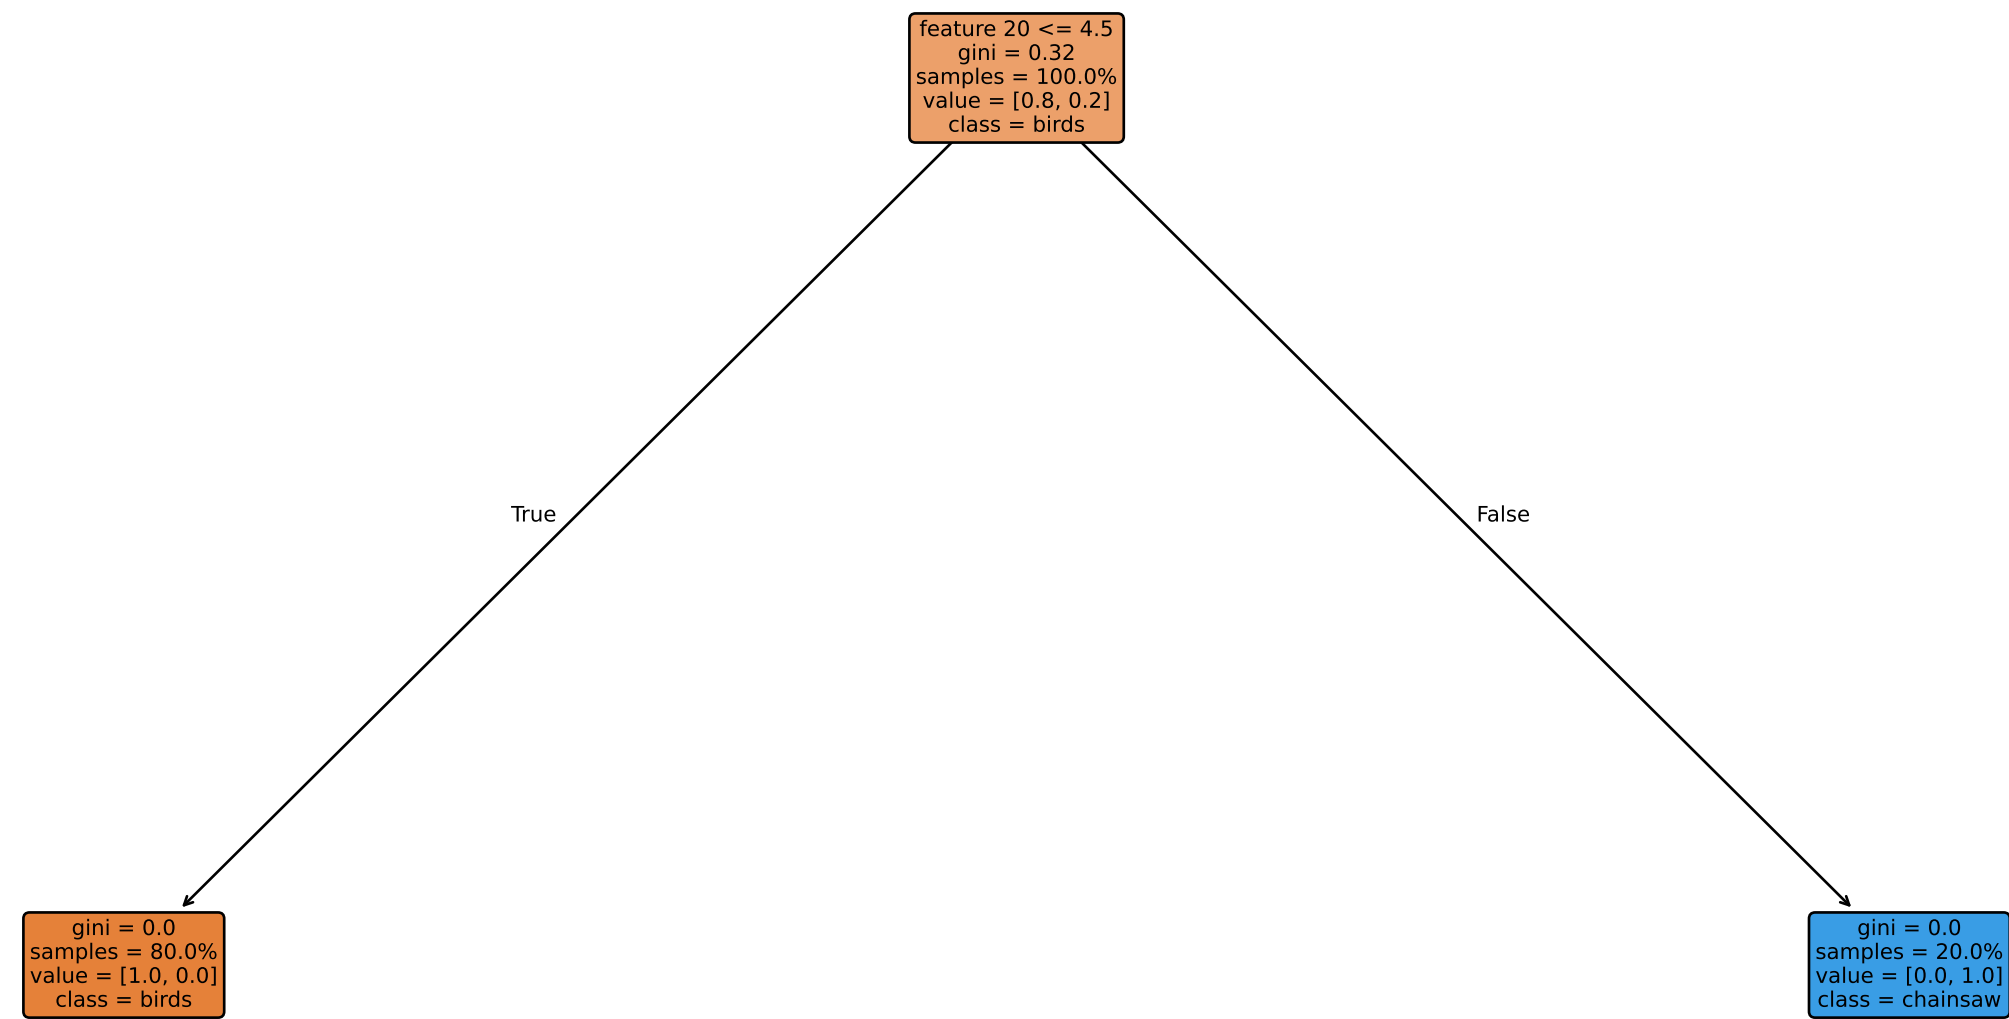 feature 20 <= 4.5
gini = 0.32
samples = 100.0%
value = [0.8, 0.2]
class = birds
True
False
gini = 0.0
samples = 80.0%
value = [1.0, 0.0]
class = birds
gini = 0.0
samples = 20.0%
value = [0.0, 1.0]
class = chainsaw